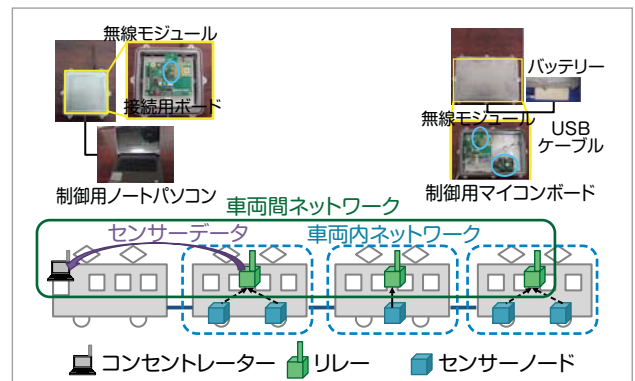 無線モジュール
接続用ボード
制御用ノートパソコン
バッテリー
無線モジュール
USB
ケーブル
制御用マイコンボード
車両間ネットワーク
センサーデータ
車両内ネットワーク
コンセントレーター
リレー
センサーノード